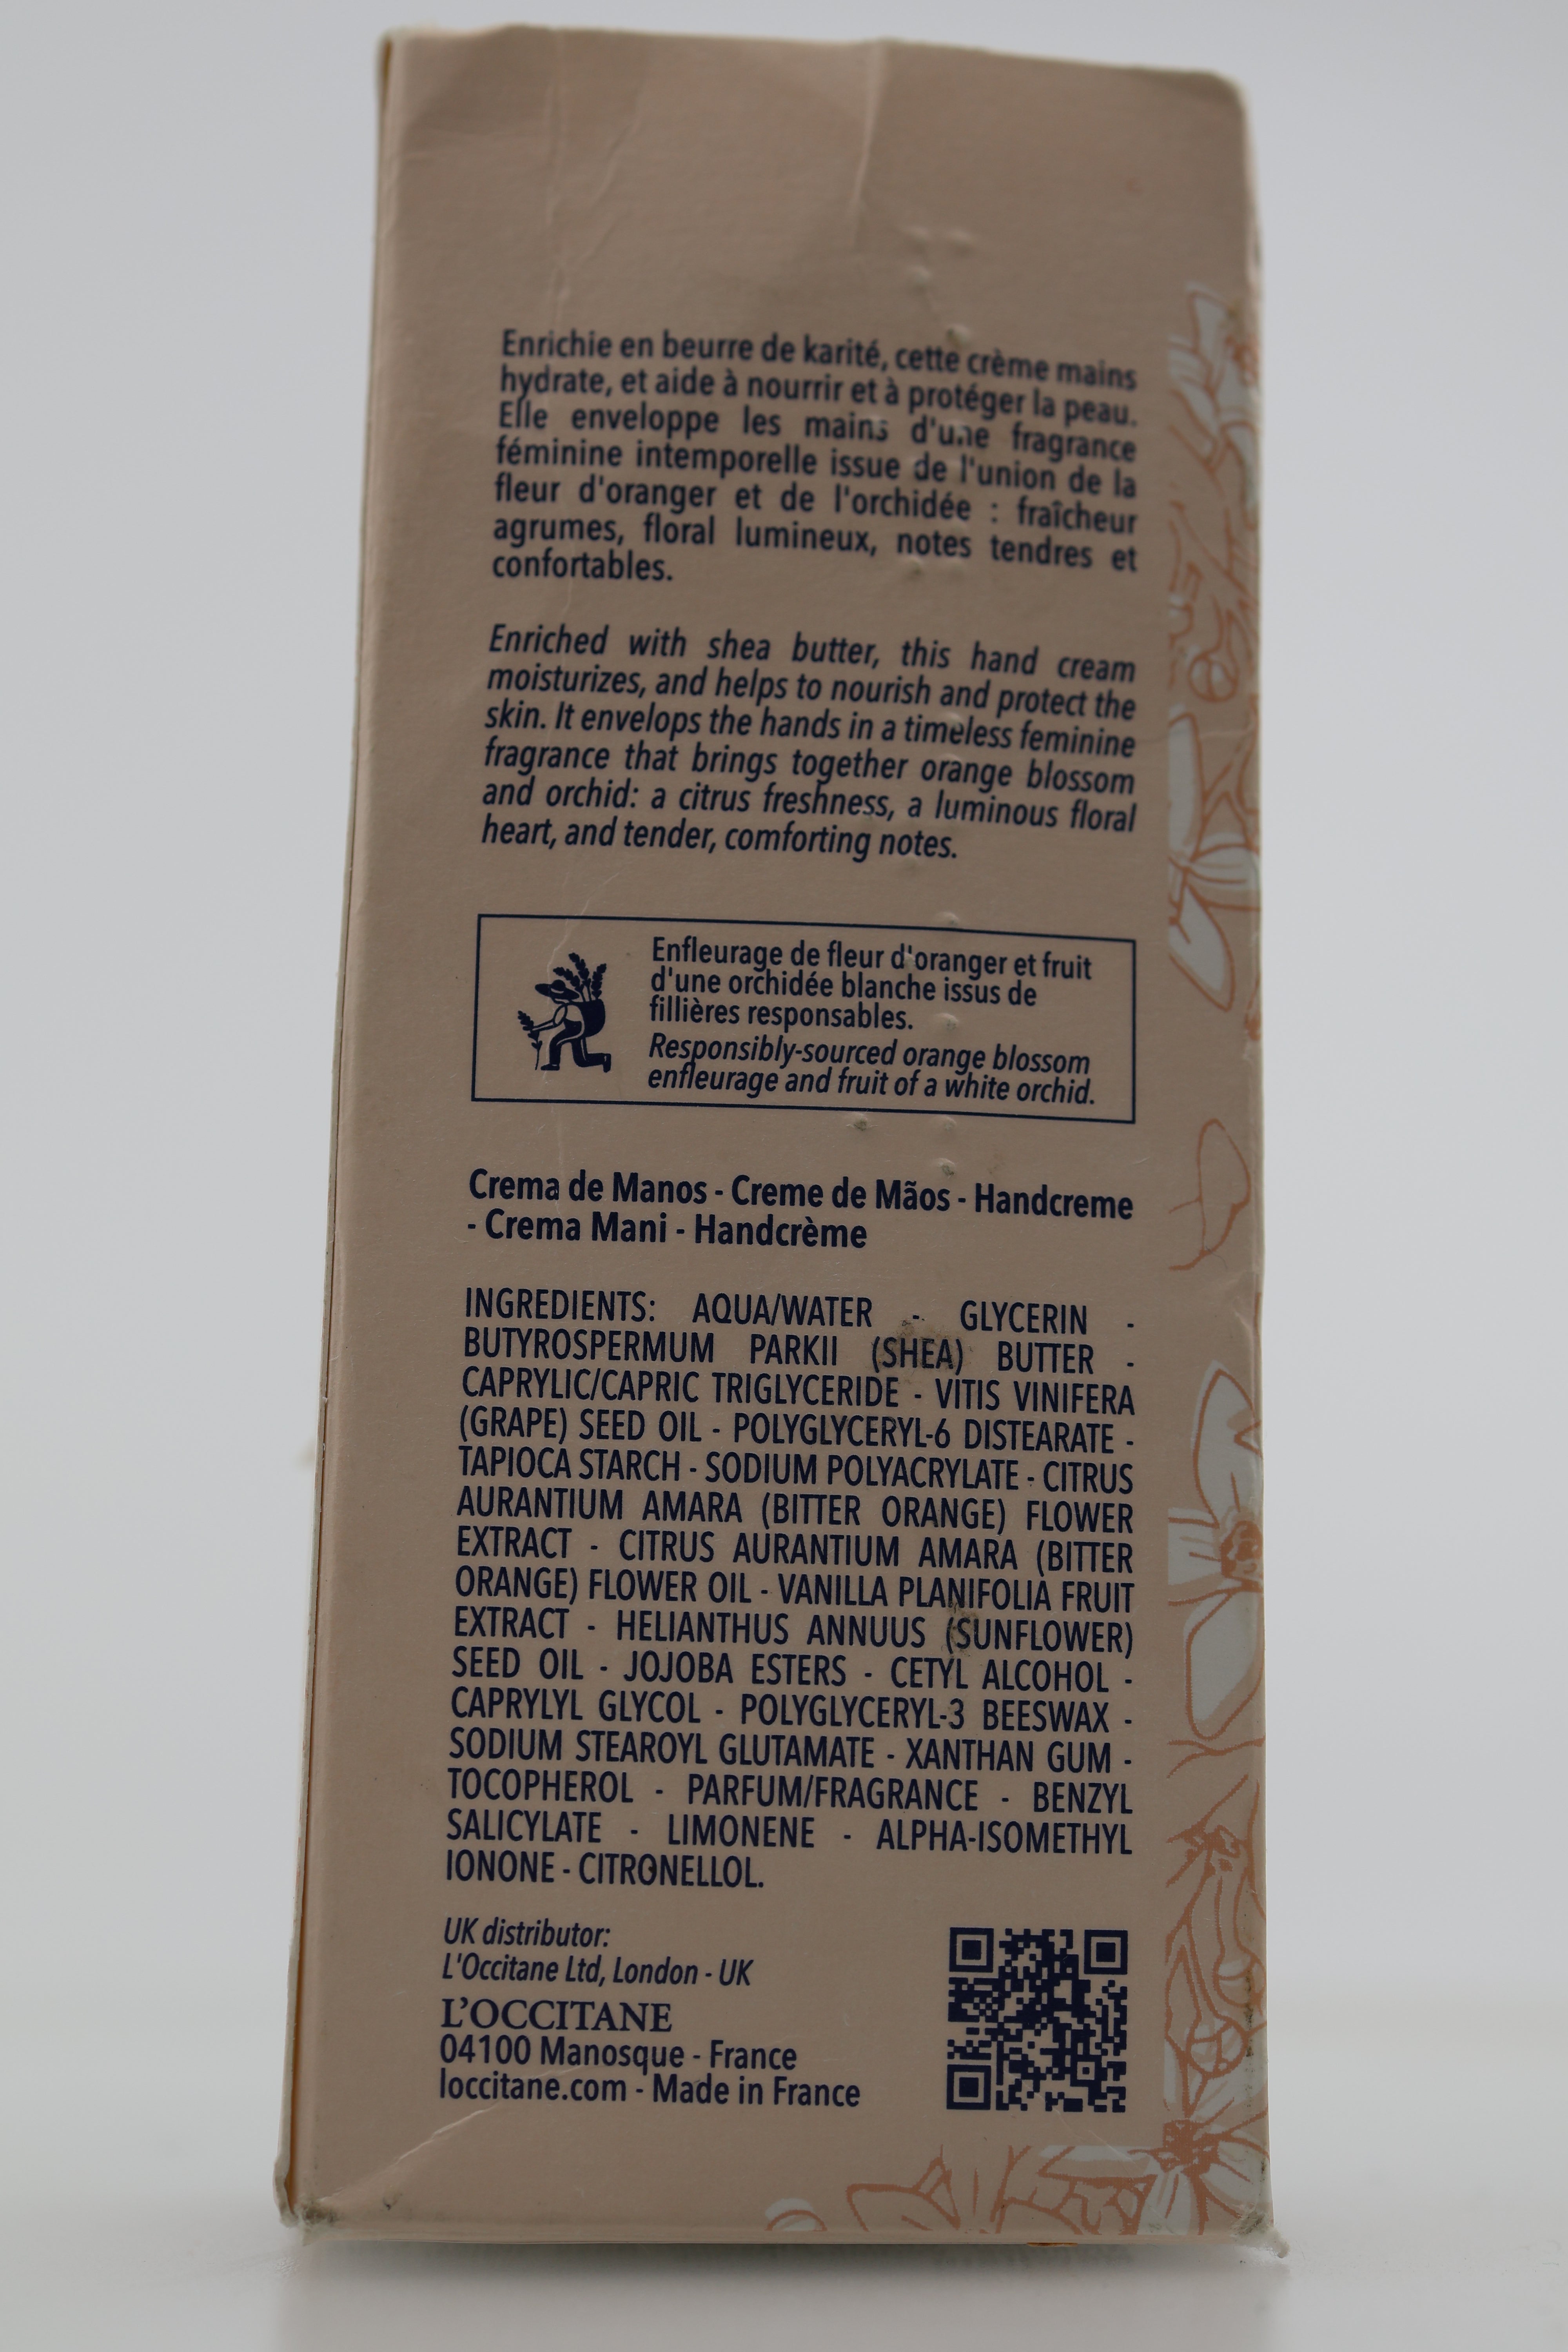 Enrichie en beurre de karité, cette crème mains
hydrate, et aide à nourrir et à protéger la peau.
Elle enveloppe les mains d'une fragrance
féminine intemporelle issue de l'union de la
fleur d'oranger et de l'orchidée : fraîcheur
agrumes, floral lumineux, notes tendres et
confortables.
Enriched with shea butter, this hand cream
moisturizes, and helps to nourish and protect the
skin. It envelops the hands in a timeless feminine
fragrance that brings together orange blossom
and orchid: a citrus freshness, a luminous floral
heart, and tender, comforting notes.
Enfleurage de fleur d'oranger et fruit
d'une orchidée blanche issus de
fillières responsables.
Responsibly-sourced orange blossom
enfleurage and fruit of a white orchid.
Crema de Manos - Creme de Mãos - Handcreme
- Crema Mani - Handcrème
INGREDIENTS: AQUA/WATER - GLYCERIN -
BUTYROSPERMUM PARKII (SHEA) BUTTER -
CAPRYLIC/CAPRIC TRIGLYCERIDE - VITIS VINIFERA
(GRAPE) SEED OIL - POLYGLYCERYL-6 DISTEARATE -
TAPIOCA STARCH - SODIUM POLYACRYLATE - CITRUS
AURANTIUM AMARA (BITTER ORANGE) FLOWER
EXTRACT - CITRUS AURANTIUM AMARA (BITTER
ORANGE) FLOWER OIL - VANILLA PLANIFOLIA FRUIT
EXTRACT - HELIANTHUS ANNUUS (SUNFLOWER)
SEED OIL - JOJOBA ESTERS - CETYL ALCOHOL -
CAPRYLYL GLYCOL - POLYGLYCERYL-3 BEESWAX -
SODIUM STEAROYL GLUTAMATE - XANTHAN GUM -
TOCOPHEROL - PARFUM/FRAGRANCE - BENZYL
SALICYLATE - LIMONENE - ALPHA-ISOMETHYL
IONONE - CITRONELLOL.
UK distributor:
L'Occitane Ltd, London - UK
L'OCCITANE
04100 Manosque - France
loccitane.com - Made in France